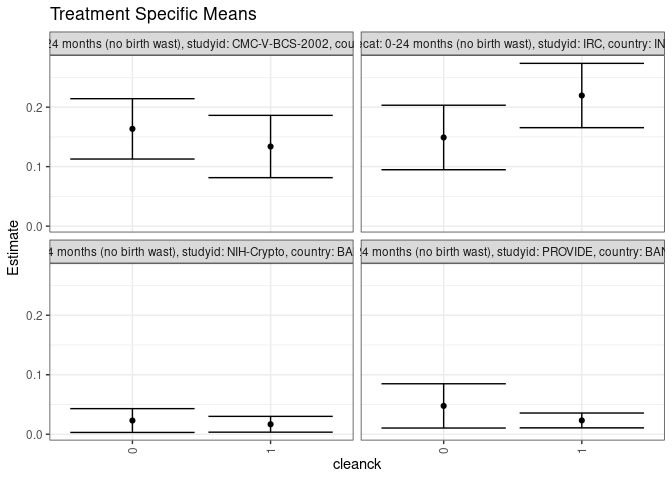 Treatment Specific Means
24 months (no birth wast), studyid: CMC-V-BCS-2002, cou
ecat: 0-24 months (no birth wast), studyid: IRC, country: IN
0.2
0.1
0.0
4 months (no birth wast), studyid: NIH-Crypto, country: BA
24 months (no birth wast), studyid: PROVIDE, country: BAN
0.2
0.1
0.0
Estimate
0
1
0
1
cleanck